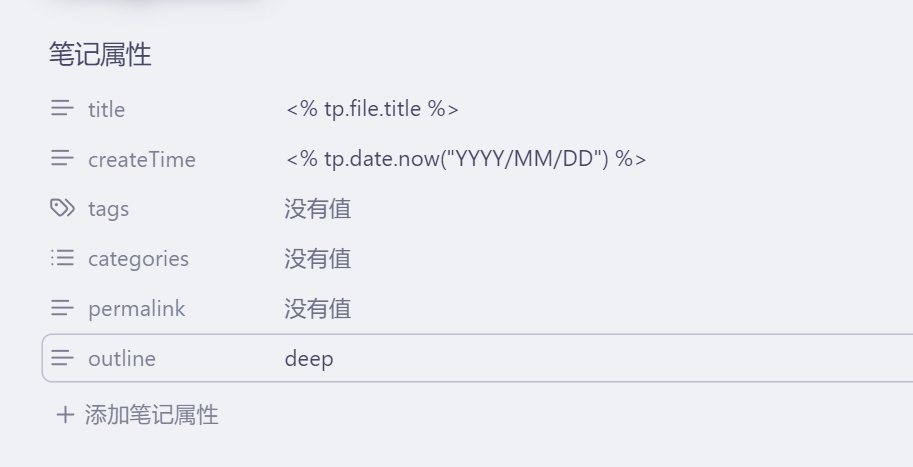 笔记属性
title <% tp.file.title %>
createTime <% tp.date.now("YYYY/MM/DD") %>
tags 没有值
categories 没有值
permalink 没有值
outline deep
添加笔记属性